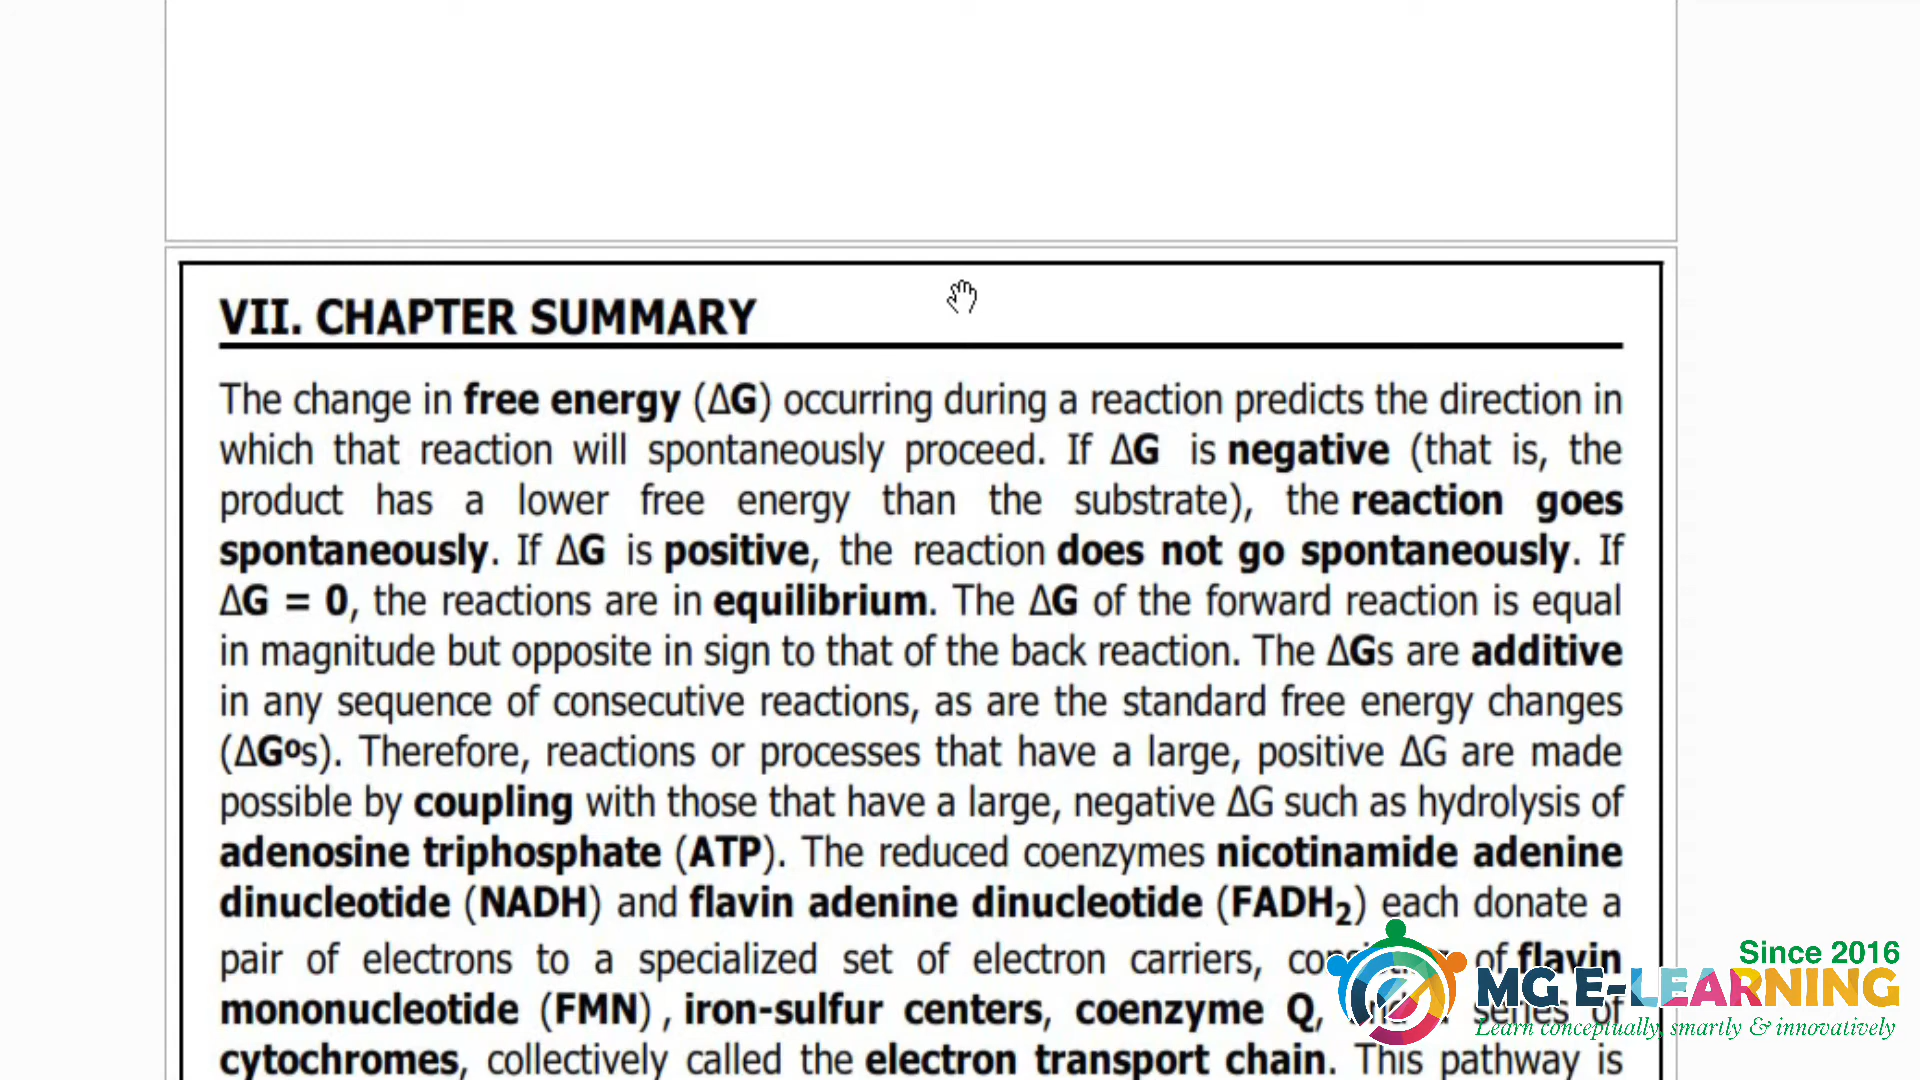 VII. CHAPTER SUMMARY
The change in free energy (ΔG) occurring during a reaction predicts the direction in
which that reaction will spontaneously proceed. If ΔG is negative (that is, the
product has a lower free energy than the substrate), the reaction goes
spontaneously. If ΔG is positive, the reaction does not go spontaneously. If
ΔG = 0, the reactions are in equilibrium. The ΔG of the forward reaction is equal
in magnitude but opposite in sign to that of the back reaction. The ΔGs are additive
in any sequence of consecutive reactions, as are the standard free energy changes
(ΔGºs). Therefore, reactions or processes that have a large, positive ΔG are made
possible by coupling with those that have a large, negative ΔG such as hydrolysis of
adenosine triphosphate (ATP). The reduced coenzymes nicotinamide adenine
dinucleotide (NADH) and flavin adenine dinucleotide (FADH₂) each donate a
pair of electrons to a specialized set of electron carriers, of flavin
mononucleotide (FMN) , iron-sulfur centers, coenzyme Q, series of
cytochromes, collectively called the electron transport chain. This pathway is
Since 2016
MG E-LEARNING
Learn conceptually, smartly & innovatively